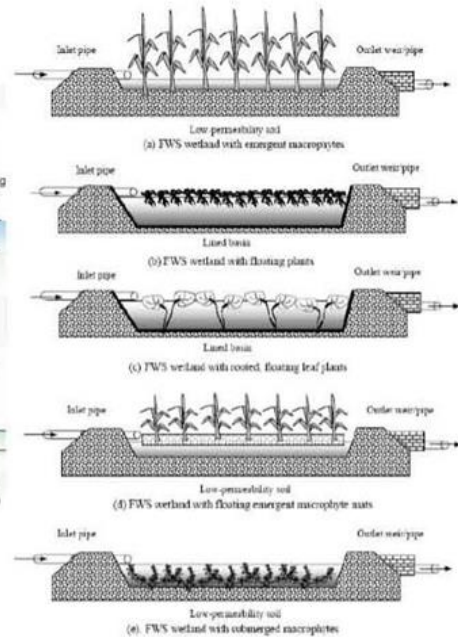 Inlet pipe
Outlet weir/pipe
Low-permebility soil
(a) FWS wetland with emergent macrophytes
Inlet pipe
Outlet weir/pipe
Lined basin
(b) FWS wetland with floating plants
Inlet pipe
Outlet weir/pipe
Lined basin
(c) FWS wetland with rooted, floating leaf plants
Inlet pipe
Outlet weir/pipe
Low-permeability soil
(d) FWS wetland with floating emergent macrophyte mats
Inlet pipe
Outlet weir/pipe
Low-permeability soil
(e). FWS wetland with submerged macrophytes